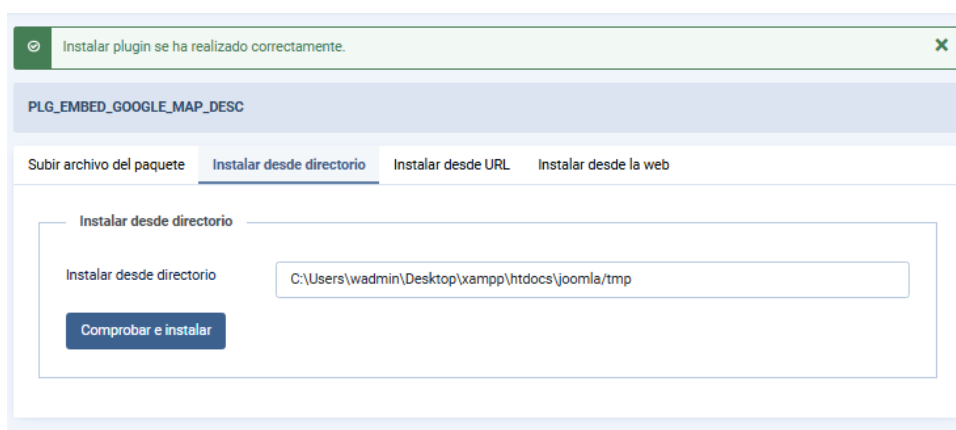 Instalar plugin se ha realizado correctamente.
PLG_EMBED_GOOGLE_MAP_DESC
Subir archivo del paquete Instalar desde directorio Instalar desde URL Instalar desde la web
Instalar desde directorio
Instalar desde directorio C:\Users\wadmin\Desktop\xampp\htdocs\joomla/tmp
Comprobar e instalar